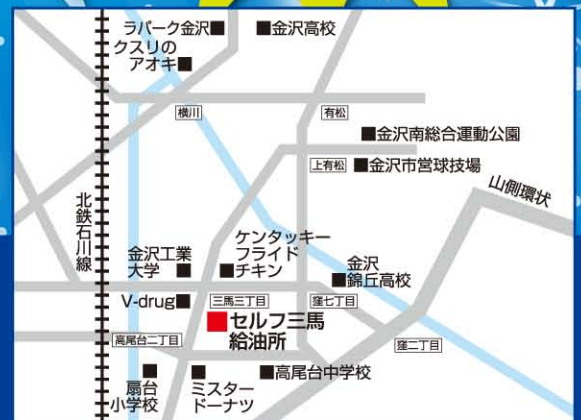 ラパーク金沢
金沢高校
クスリの
アオキ
横川
有松
金沢南総合運動公園
上有松
金沢市営球技場
山側環状
北鉄石川線
金沢工業
大学
ケンタッキー
フライド
チキン
金沢
錦丘高校
V-drug
三馬三丁目
窪七丁目
セルフ三馬
給油所
高尾台二丁目
窪二丁目
扇台
小学校
ミスター
ドーナツ
高尾台中学校